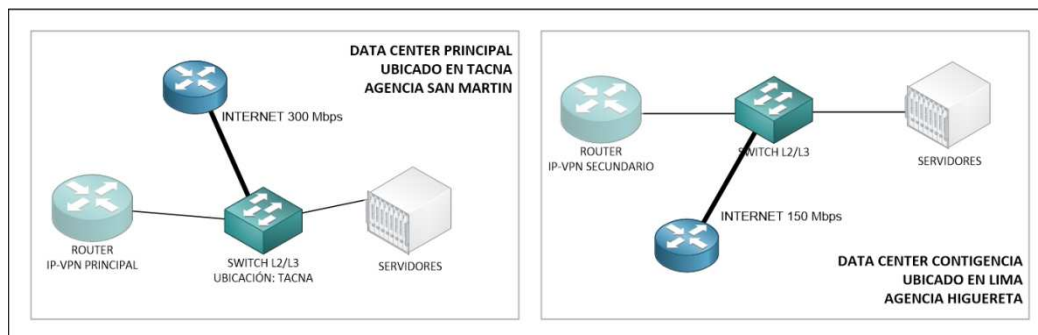 DATA CENTER PRINCIPAL
UBICADO EN TACNA
AGENCIA SAN MARTIN
INTERNET 300 Mbps
ROUTER
IP-VPN PRINCIPAL
SWITCH L2/L3
UBICACIÓN: TACNA
SERVIDORES
ROUTER
IP-VPN SECUNDARIO
SWITCH L2/L3
SERVIDORES
INTERNET 150 Mbps
DATA CENTER CONTIGENCIA
UBICADO EN LIMA
AGENCIA HIGUERETA